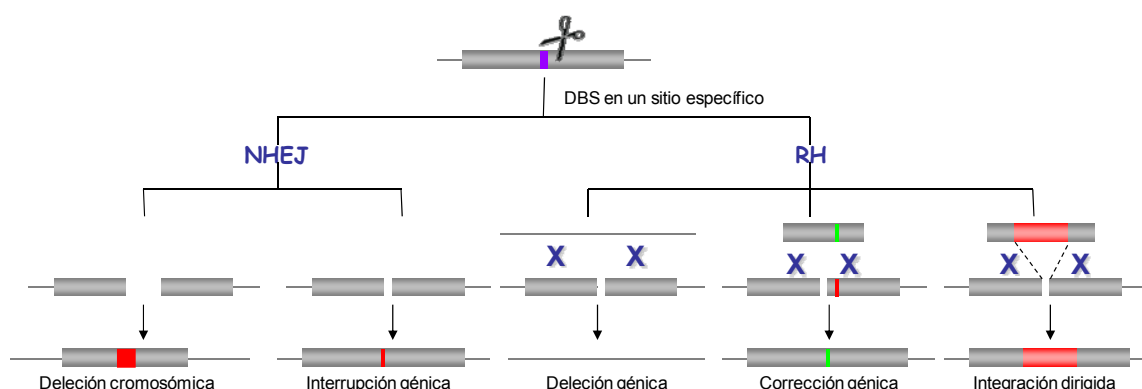 DBS en un sitio específico
NHEJ
RH
X X
X X
X X
Deleción cromosómica
Interrupción génica
Deleción génica
Corrección génica
Integración dirigida